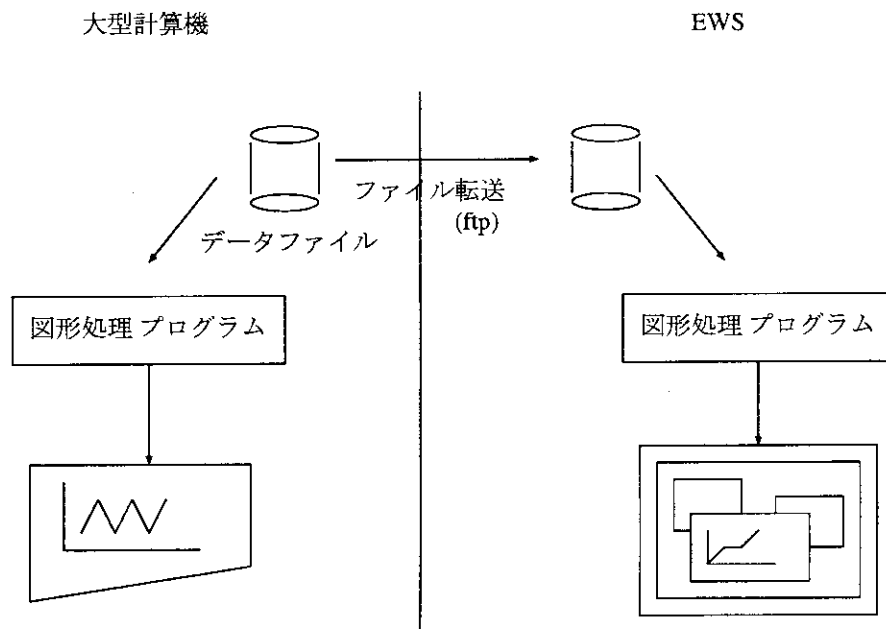 大型計算機
EWS
ファイル転送
(ftp)
データファイル
図形処理 プログラム
図形処理 プログラム